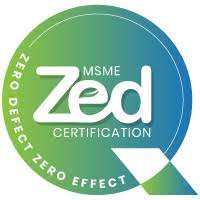 MSME
Zed
CERTIFICATION
ZERO DEFECT ZERO EFFECT